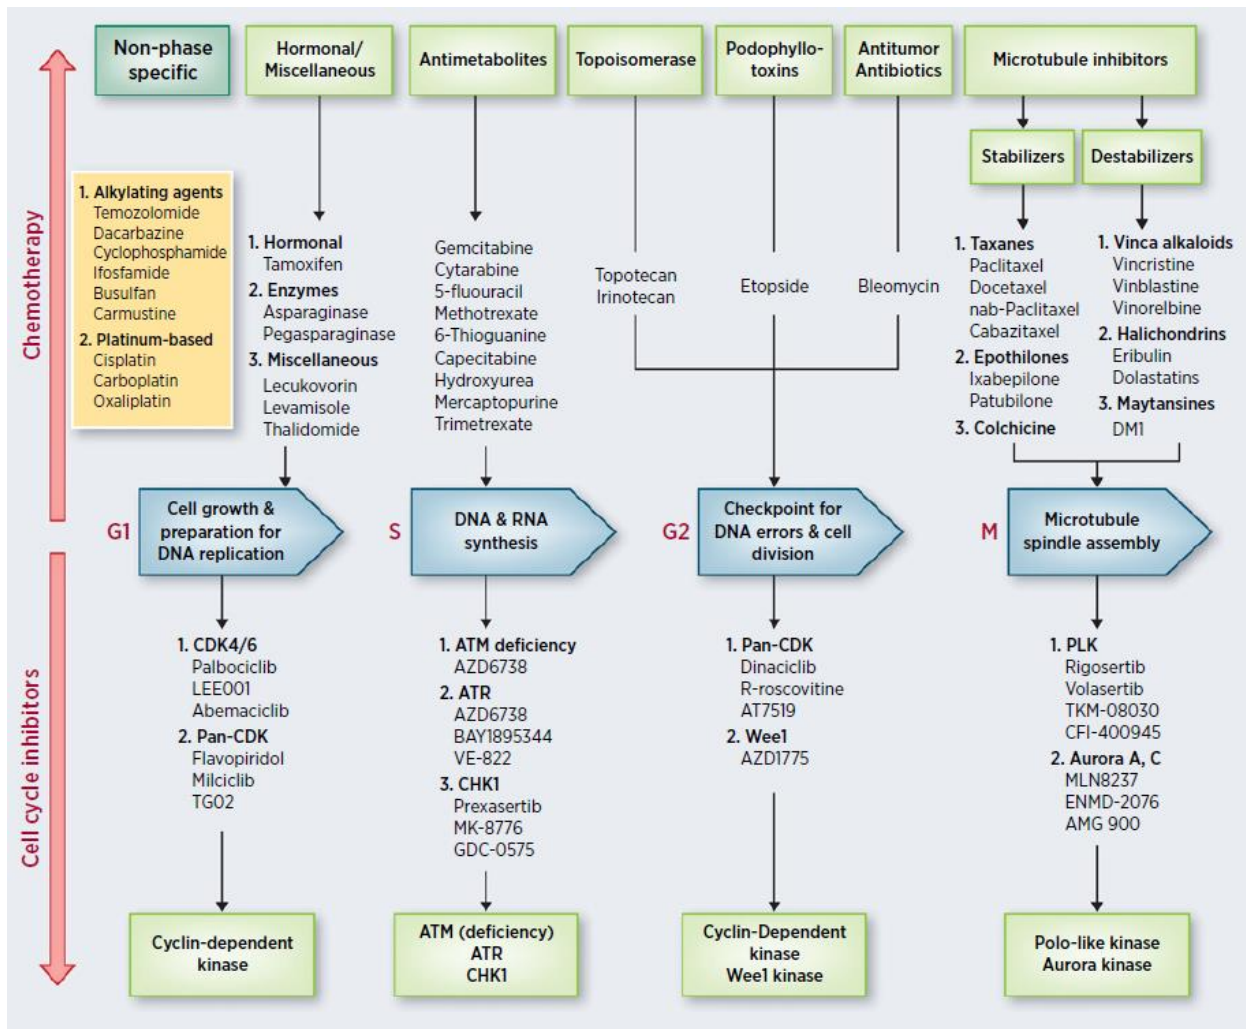 Non-phase
specific
Hormonal/
Miscellaneous
Antimetabolites
Topoisomerase
Podophyllo-
toxins
Antitumor
Antibiotics
Microtubule inhibitors
Stabilizers
Destabilizers
Chemotherapy
1. Alkylating agents
Temozolomide
Dacarbazine
Cyclophosphamide
Ifosfamide
Busulfan
Carmustine
2. Platinum-based
Cisplatin
Carboplatin
Oxaliplatin
1. Hormonal
Tamoxifen
2. Enzymes
Asparaginase
Pegasparaginase
3. Miscellaneous
Lecukovorin
Levamisole
Thalidomide
Gemcitabine
Cytarabine
5-fluouracil
Methotrexate
6-Thioguanine
Capecitabine
Hydroxyurea
Mercaptopurine
Trimetrexate
Topotecan
Irinotecan
Etopside
Bleomycin
1. Taxanes
Paclitaxel
Docetaxel
nab-Paclitaxel
Cabazitaxel
2. Epothilones
Ixabepilone
Patubilone
3. Colchicine
1. Vinca alkaloids
Vincristine
Vinblastine
Vinorelbine
2. Halichondrins
Eribulin
Dolastatins
3. Maytansines
DM1
G1
Cell growth &
preparation for
DNA replication
S
DNA & RNA
synthesis
G2
Checkpoint for
DNA errors & cell
division
M
Microtubule
spindle assembly
Cell cycle inhibitors
1. CDK4/6
Palbociclib
LEE001
Abemaciclib
2. Pan-CDK
Flavopiridol
Milciclib
TG02
1. ATM deficiency
AZD6738
2. ATR
AZD6738
BAY1895344
VE-822
3. CHK1
Prexasertib
MK-8776
GDC-0575
1. Pan-CDK
Dinaciclib
R-roscovitine
AT7519
2. Wee1
AZD1775
1. PLK
Rigosertib
Volasertib
TKM-08030
CFI-400945
2. Aurora A, C
MLN8237
ENMD-2076
AMG 900
Cyclin-dependent
kinase
ATM (deficiency)
ATR
CHK1
Cyclin-Dependent
kinase
Wee1 kinase
Polo-like kinase
Aurora kinase